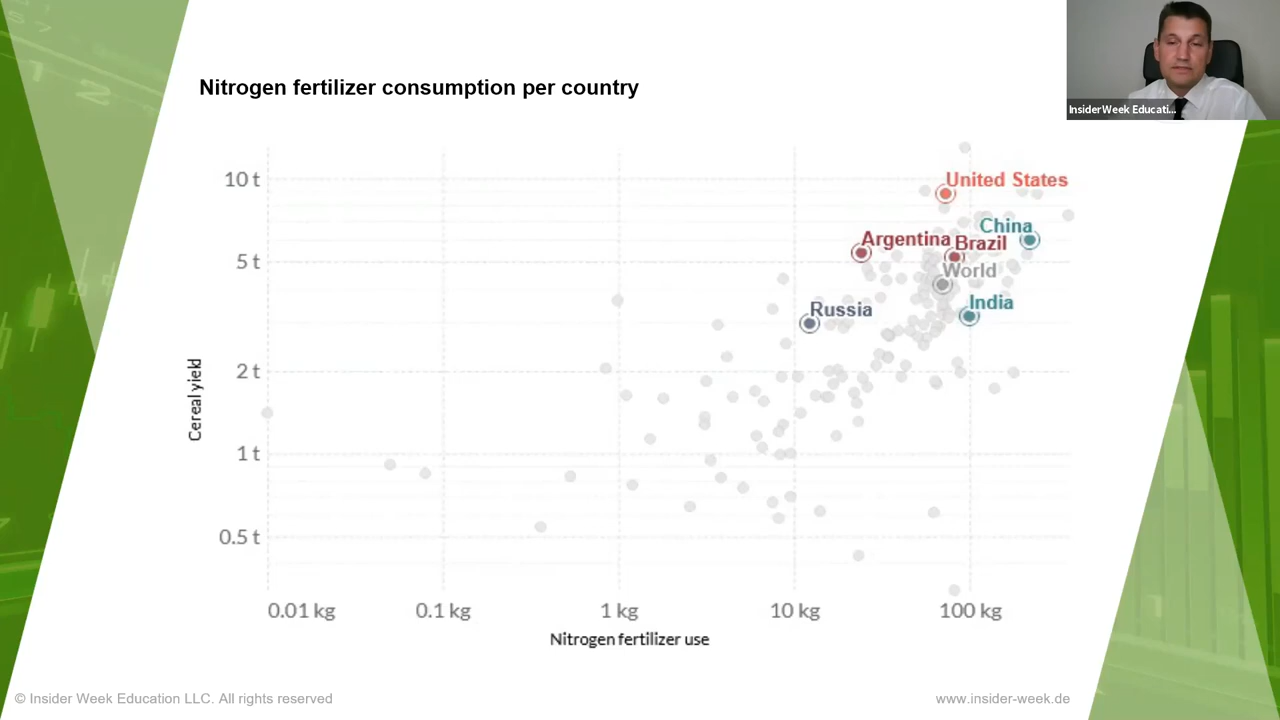 Nitrogen fertilizer consumption per country
InsiderWeek Educati...
10 t
5 t
2 t
1 t
0.5 t
Cereal yield
United States
China
Argentina
Brazil
World
India
Russia
0.01 kg
0.1 kg
1 kg
10 kg
100 kg
Nitrogen fertilizer use
© Insider Week Education LLC. All rights reserved
www.insider-week.de